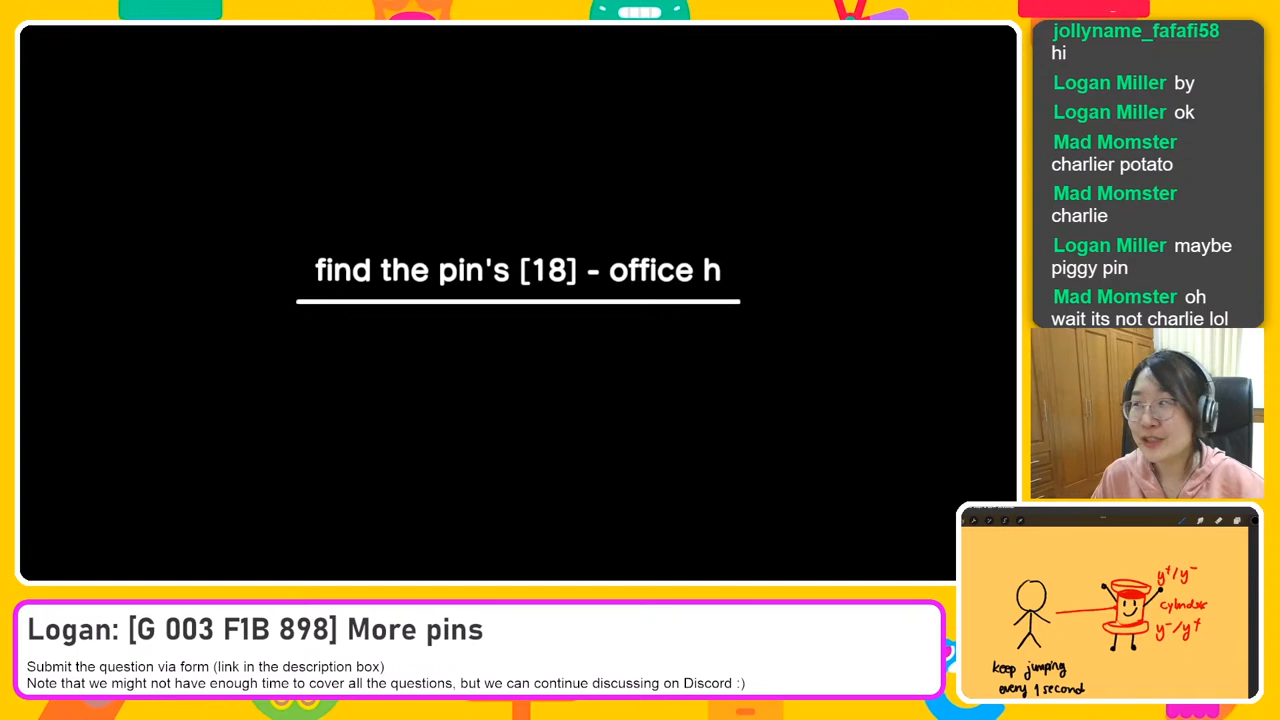 find the pin's [18] - office h
jollyname_fafafi58
hi
Logan Miller by
Logan Miller ok
Mad Momster
charlier potato
Mad Momster
charlie
Logan Miller maybe
piggy pin
Mad Momster oh
wait its not charlie lol
y+/y-
cylinder
y-/y+
keep jumping
every 1 second
Logan: [G 003 F1B 898] More pins
Submit the question via form (link in the description box)
Note that we might not have enough time to cover all the questions, but we can continue discussing on Discord :)